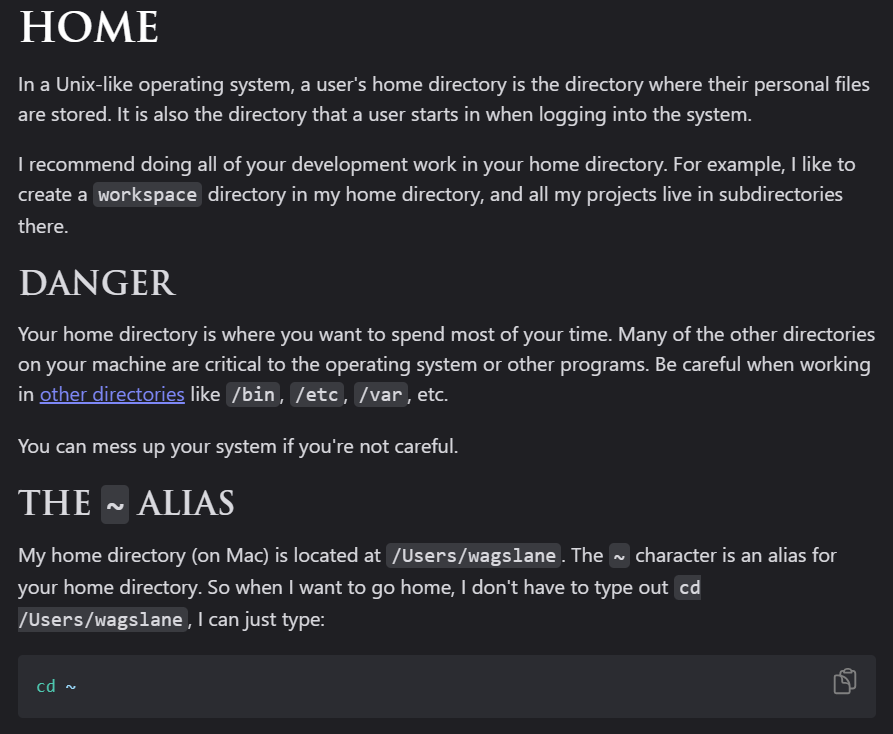 HOME
In a Unix-like operating system, a user's home directory is the directory where their personal files
are stored. It is also the directory that a user starts in when logging into the system.
I recommend doing all of your development work in your home directory. For example, I like to
create a workspace directory in my home directory, and all my projects live in subdirectories
there.
DANGER
Your home directory is where you want to spend most of your time. Many of the other directories
on your machine are critical to the operating system or other programs. Be careful when working
in other directories like /bin, /etc, /var, etc.
You can mess up your system if you're not careful.
THE ~ ALIAS
My home directory (on Mac) is located at /Users/wagslane. The ~ character is an alias for
your home directory. So when I want to go home, I don't have to type out cd
/Users/wagslane, I can just type:
cd ~